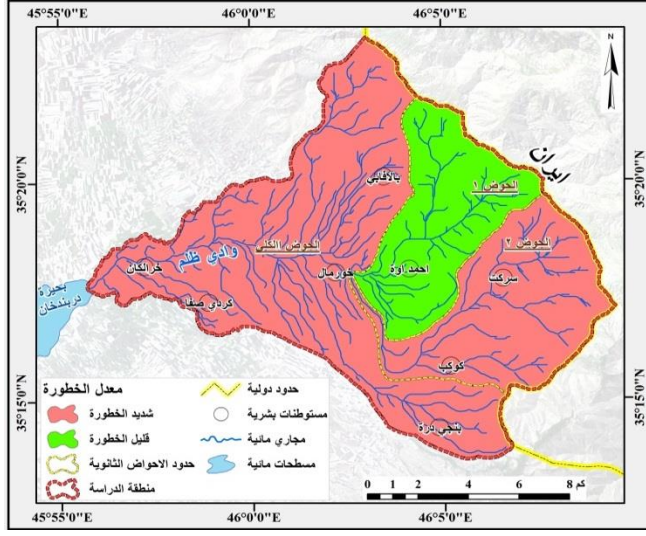 45°55'0"E
46°0'0"E
46°5'0"E
N
ايران
35°20'0"N
35°20'0"N
بالاقايي
الحوض ١
الحوض ٢
الحوض الكلي
وادي ظلم
احمد اوة
خورمال
سركت
خرالكان
كردي صفا
بحيرة
دربندخان
كوكب
بلنجي درة
35°15'0"N
35°15'0"N
معدل الخطورة
شديد الخطورة
قليل الخطورة
حدود الاحواض الثانوية
منطقة الدراسة
حدود دولية
مستوطنات بشرية
مجاري مائية
مسطحات مائية
0 1 2 4 6 8 كم
45°55'0"E
46°0'0"E
46°5'0"E